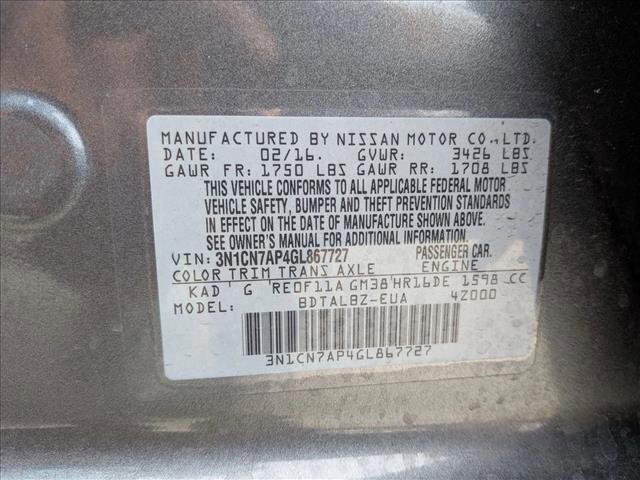 MANUFACTURED BY NISSAN MOTOR CO.,LTD.
DATE: 02/16. GVWR: 3426 LBS
GAWR FR: 1750 LBS GAWR RR: 1708 LBS
THIS VEHICLE CONFORMS TO ALL APPLICABLE FEDERAL MOTOR
VEHICLE SAFETY, BUMPER AND THEFT PREVENTION STANDARDS
IN EFFECT ON THE DATE OF MANUFACTURE SHOWN ABOVE.
SEE OWNER'S MANUAL FOR ADDITIONAL INFORMATION.
VIN: 3N1CN7AP4GL867727 PASSENGER CAR.
COLOR TRIM TRANS AXLE ENGINE
KAD G RE0F11A GM38 HR16DE 1598 CC
MODEL: BDTALBZ-EUA 4Z000
3N1CN7AP4GL867727